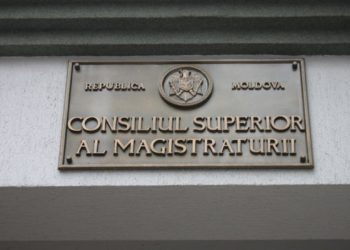 REPUBLICA MOLDOVA
CONSILIUL SUPERIOR
AL MAGISTRATURII